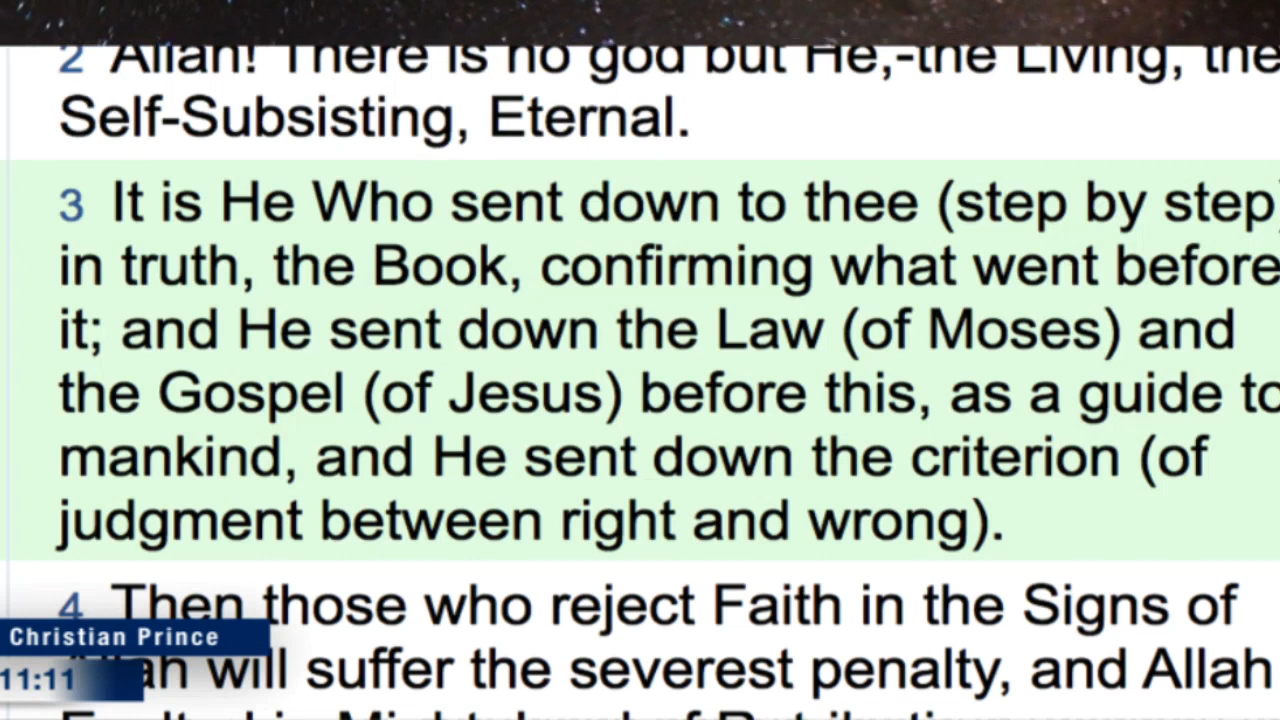 2 Allah! There is no god but He,-the Living, the
Self-Subsisting, Eternal.
3 It is He Who sent down to thee (step by step)
in truth, the Book, confirming what went before
it; and He sent down the Law (of Moses) and
the Gospel (of Jesus) before this, as a guide to
mankind, and He sent down the criterion (of
judgment between right and wrong).
4 Then those who reject Faith in the Signs of
Allah will suffer the severest penalty, and Allah
Christian Prince
11:11